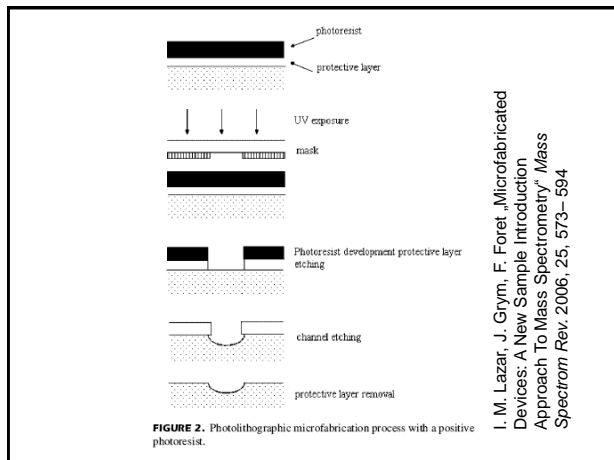 photoresist
protective layer
UV exposure
mask
Photoresist development protective layer
etching
channel etching
protective layer removal
FIGURE 2. Photolithographic microfabrication process with a positive
photoresist.
I. M. Lazar, J. Grym, F. Foret „Microfabricated
Devices: A New Sample Introduction
Approach To Mass Spectrometry“ Mass
Spectrom Rev. 2006, 25, 573– 594